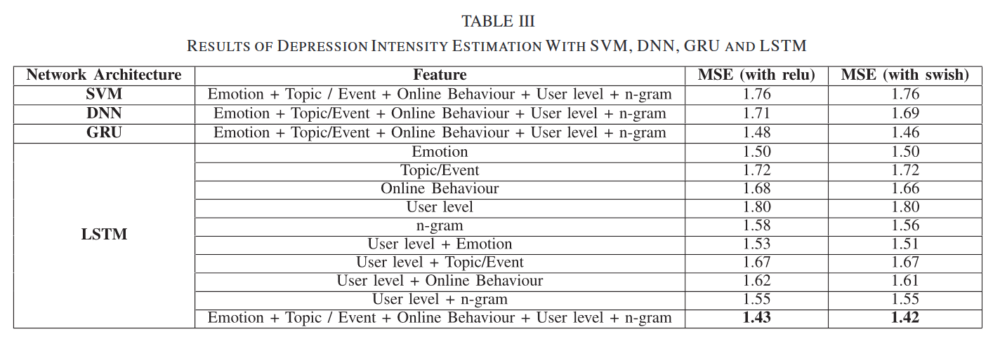 TABLE III
RESULTS OF DEPRESSION INTENSITY ESTIMATION WITH SVM, DNN, GRU AND LSTM
Network Architecture Feature MSE (with relu) MSE (with swish)
SVM Emotion + Topic / Event + Online Behaviour + User level + n-gram 1.76 1.76
DNN Emotion + Topic/Event + Online Behaviour + User level + n-gram 1.71 1.69
GRU Emotion + Topic/Event + Online Behaviour + User level + n-gram 1.48 1.46
LSTM
Emotion 1.50 1.50
Topic/Event 1.72 1.72
Online Behaviour 1.68 1.66
User level 1.80 1.80
n-gram 1.58 1.56
User level + Emotion 1.53 1.51
User level + Topic/Event 1.67 1.67
User level + Online Behaviour 1.62 1.61
User level + n-gram 1.55 1.55
Emotion + Topic / Event + Online Behaviour + User level + n-gram 1.43 1.42